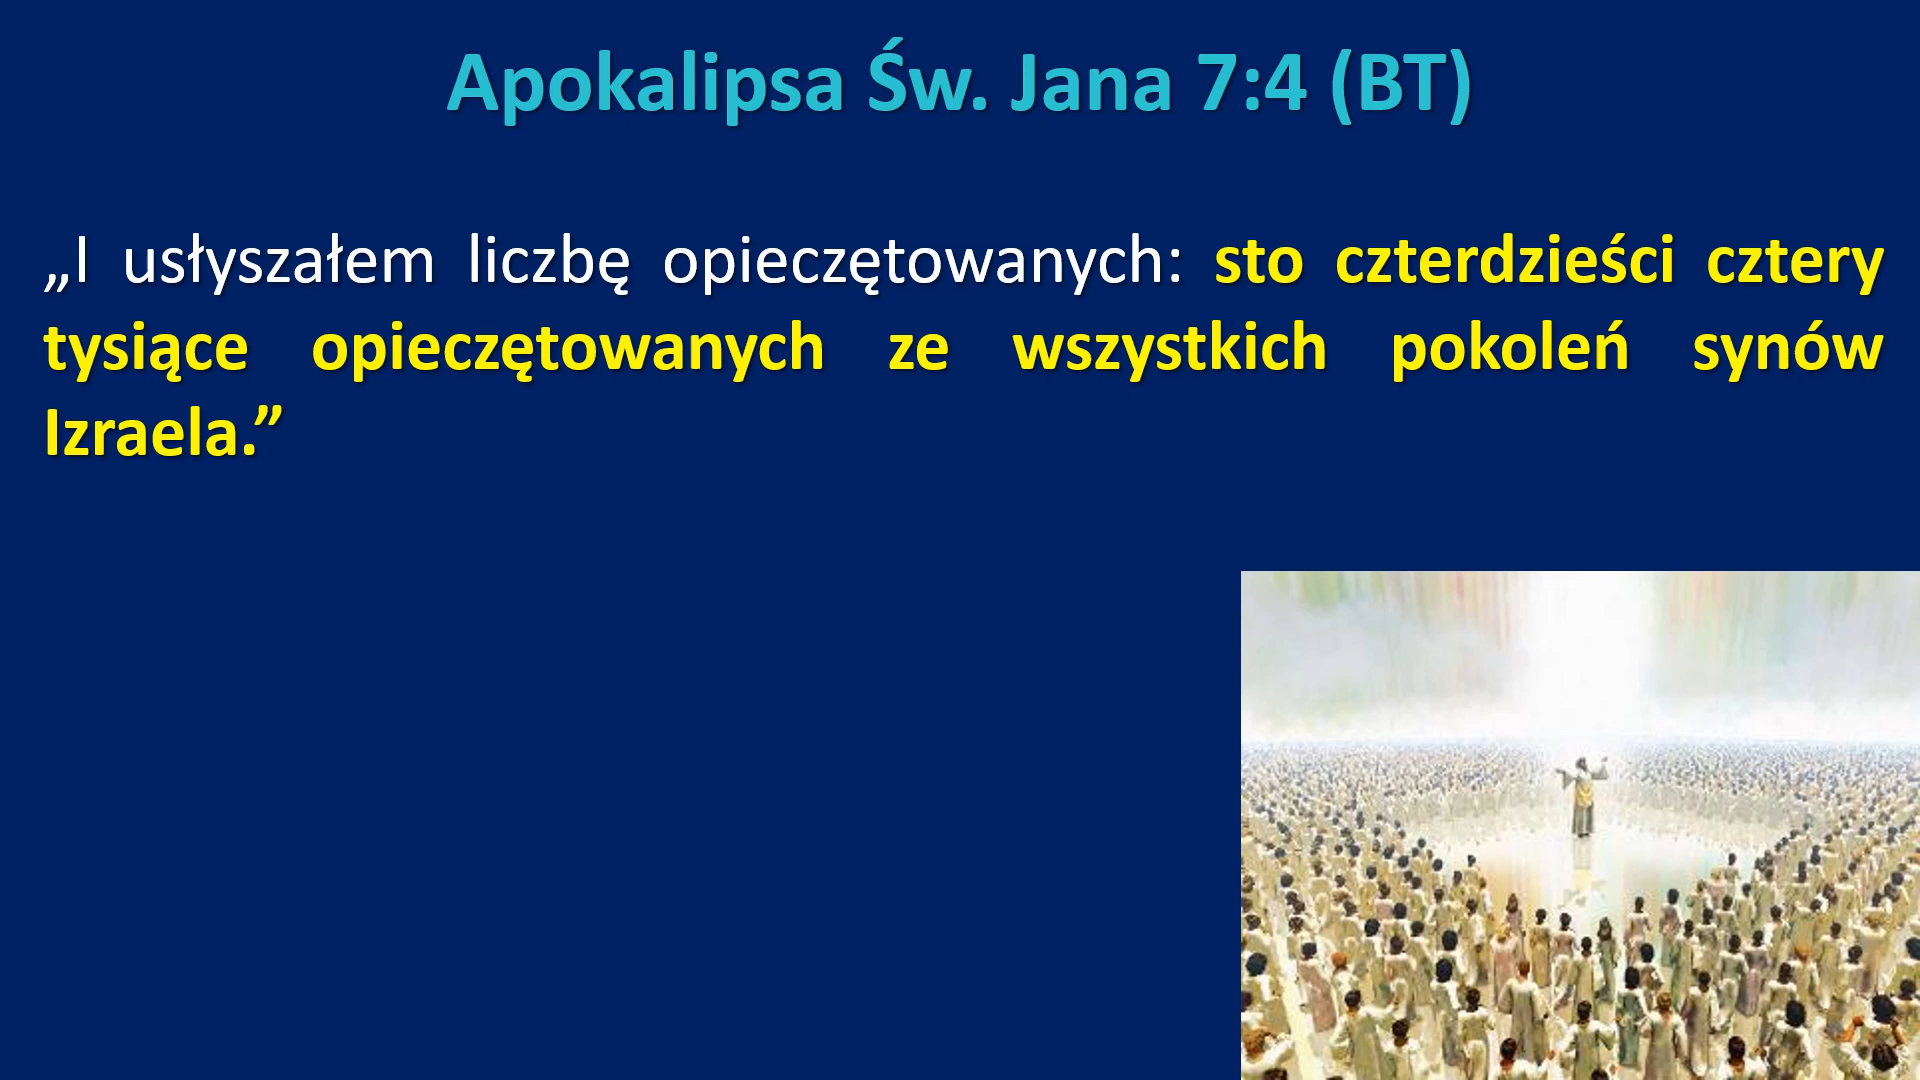 Apokalipsa Św. Jana 7:4 (BT)
„I usłyszałem liczbę opieczętowanych: sto czterdzieści cztery
tysiące opieczętowanych ze wszystkich pokoleń synów
Izraela.”